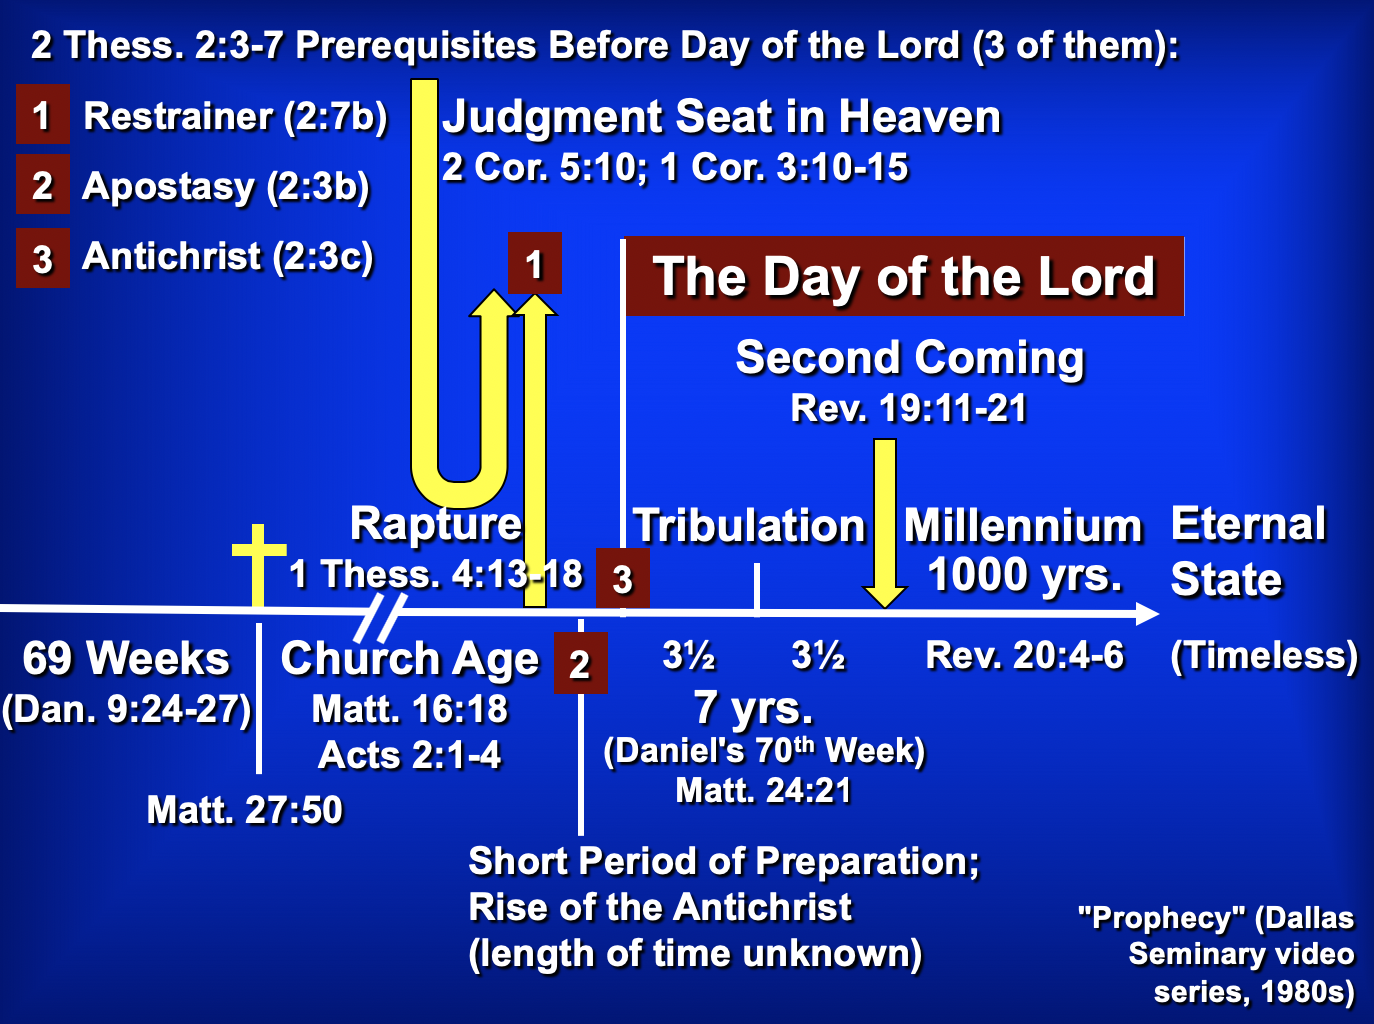 2 Thess. 2:3-7 Prerequisites Before Day of the Lord (3 of them):
1 Restrainer (2:7b)
2 Apostasy (2:3b)
3 Antichrist (2:3c)
Judgment Seat in Heaven
2 Cor. 5:10; 1 Cor. 3:10-15
1
The Day of the Lord
Second Coming
Rev. 19:11-21
Rapture
1 Thess. 4:13-18
3
Tribulation
Millennium
1000 yrs.
Eternal
State
69 Weeks
(Dan. 9:24-27)
Matt. 27:50
Church Age
Matt. 16:18
Acts 2:1-4
2
3½ 3½
7 yrs.
(Daniel's 70th Week)
Matt. 24:21
Rev. 20:4-6
(Timeless)
Short Period of Preparation;
Rise of the Antichrist
(length of time unknown)
"Prophecy" (Dallas
Seminary video
series, 1980s)